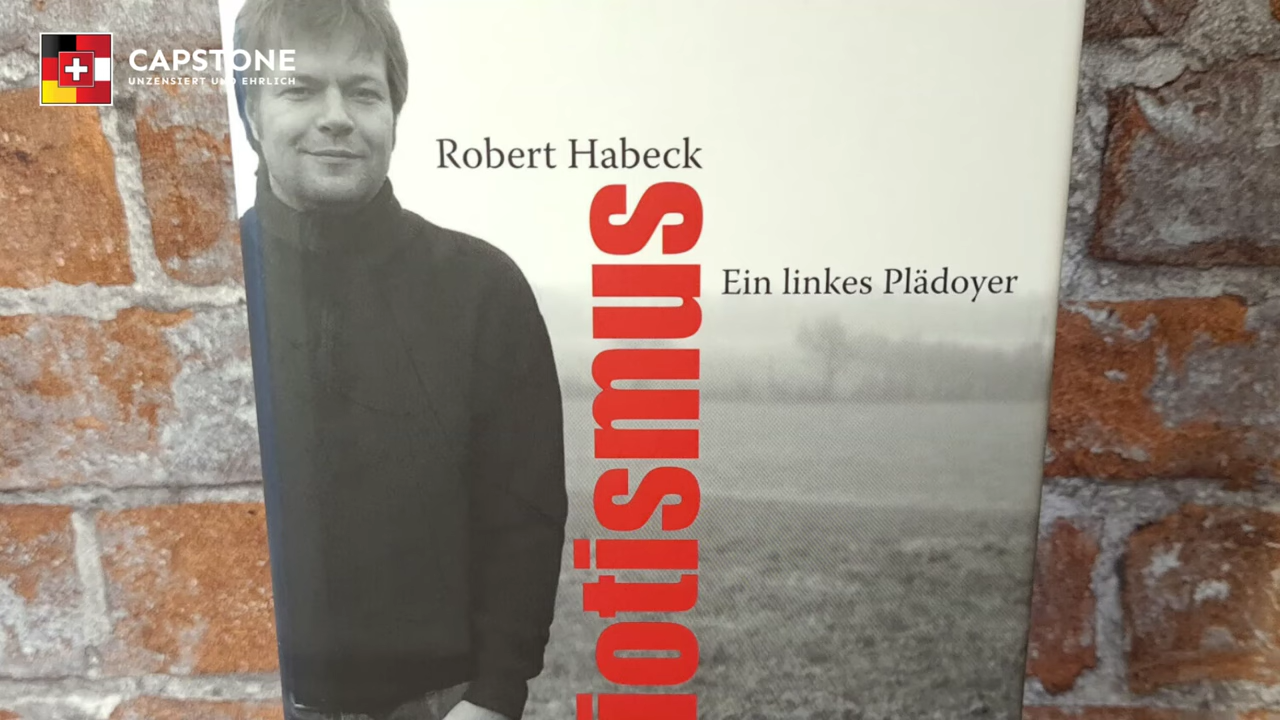 CAPSTONE
UNZENSIERT UND EHRLICH
Robert Habeck
iotismus
Ein linkes Plädoyer